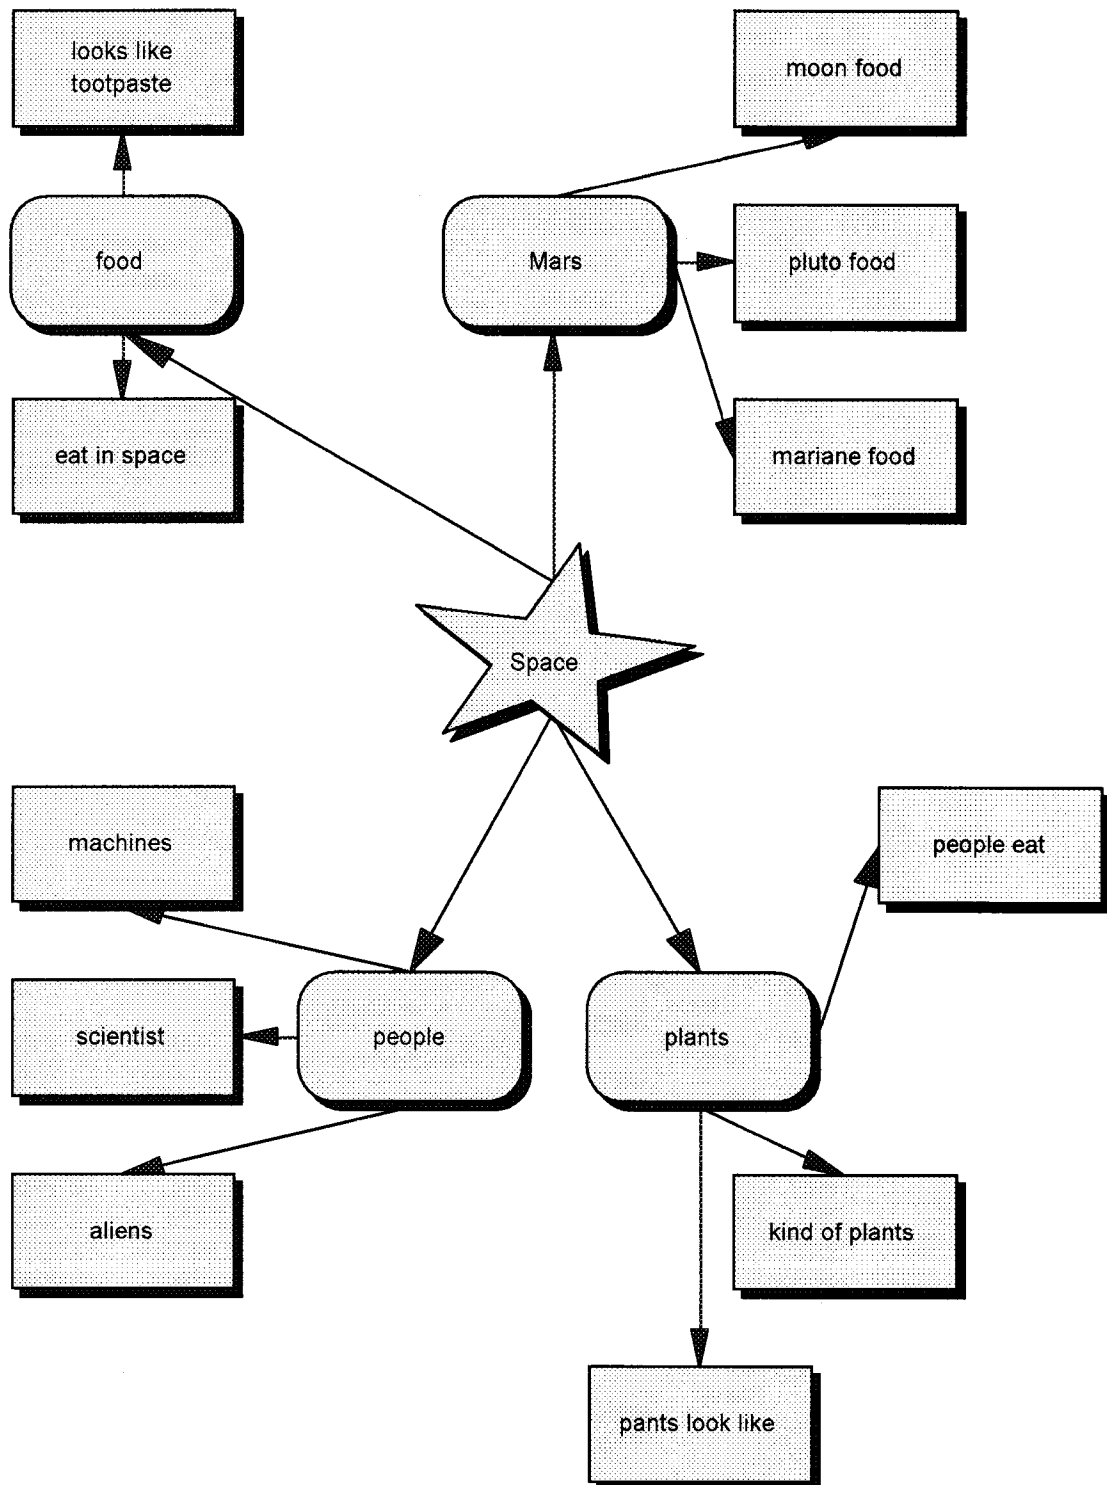 looks like
tootpaste
moon food
food
Mars
pluto food
eat in space
mariane food
Space
machines
people eat
scientist
people
plants
aliens
kind of plants
pants look like